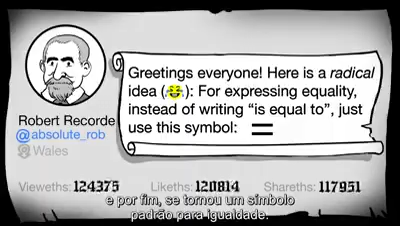 Greetings everyone! Here is a radical
idea (😂): For expressing equality,
instead of writing “is equal to”, just
use this symbol: =
Robert Recorde
@absolute_rob
Wales
Vieweths: 124375 Liketh: 120814 Shareths: 117951
e por fim, se tornou um símbolo
padrão para igualdade.